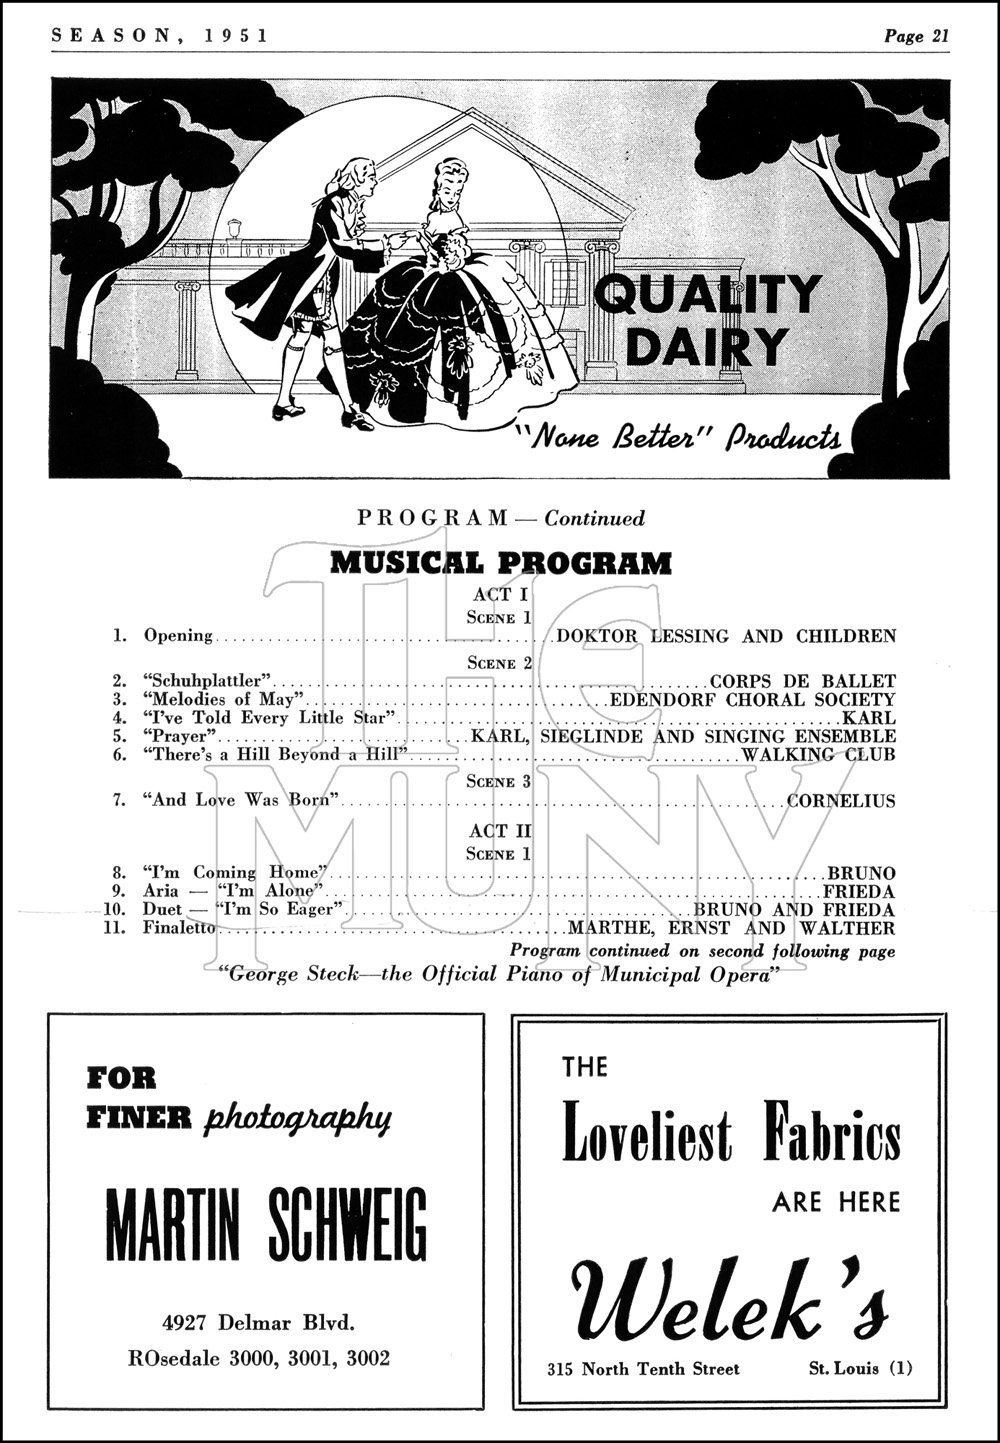 SEASON, 1951 Page 21
QUALITY
DAIRY
"None Better" Products
PROGRAM — Continued
MUSICAL PROGRAM
ACT I
SCENE 1
1. Opening DOKTOR LESSING AND CHILDREN
SCENE 2
2. "Schuhplattler" CORPS DE BALLET
3. "Melodies of May" EDENDORF CHORAL SOCIETY
4. "I've Told Every Little Star" KARL
5. "Prayer" KARL, SIEGLINDE AND SINGING ENSEMBLE
6. "There's a Hill Beyond a Hill" WALKING CLUB
SCENE 3
7. "And Love Was Born" CORNELIUS
ACT II
SCENE 1
8. "I'm Coming Home" BRUNO
9. Aria — "I'm Alone" FRIEDA
10. Duet — "I'm So Eager" BRUNO AND FRIEDA
11. Finaletto MARTHE, ERNST AND WALTHER
Program continued on second following page
"George Steck—the Official Piano of Municipal Opera"
THE
MUNY
FOR
FINER photography
MARTIN SCHWEIG
4927 Delmar Blvd.
ROsedale 3000, 3001, 3002
THE
Loveliest Fabrics
ARE HERE
Welek's
315 North Tenth Street St. Louis (1)